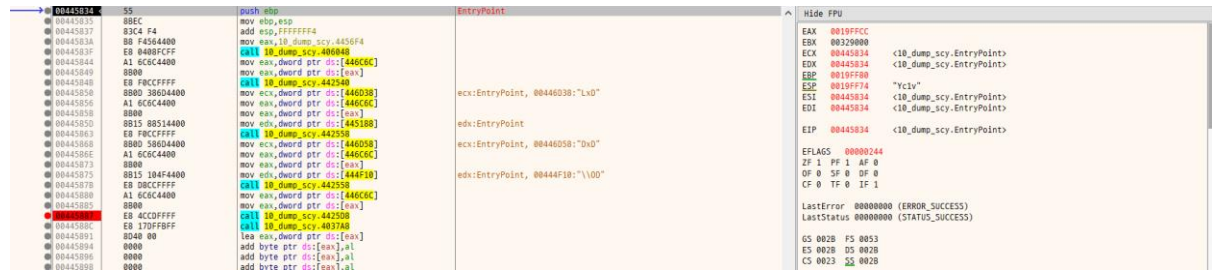 00445834 55 push ebp EntryPoint
00445835 8BEC mov ebp,esp
00445837 83C4 F4 add esp,FFFFFFF4
0044583A B8 F4564400 mov eax,10_dump_scy.4456F4
0044583F E8 0408FCFF call 10_dump_scy.406048
00445844 A1 6C6C4400 mov eax,dword ptr ds:[446C6C]
00445849 8B00 mov eax,dword ptr ds:[eax]
0044584B E8 F0CCFFFF call 10_dump_scy.442540
00445850 8B0D 386D4400 mov ecx,dword ptr ds:[446D38] ecx:EntryPoint, 00446D38:"LxD"
00445856 A1 6C6C4400 mov eax,dword ptr ds:[446C6C]
0044585B 8B00 mov eax,dword ptr ds:[eax]
0044585D 8B15 88514400 mov edx,dword ptr ds:[445188] edx:EntryPoint
00445863 E8 F0CCFFFF call 10_dump_scy.442558
00445868 8B0D 586D4400 mov ecx,dword ptr ds:[446D58] ecx:EntryPoint, 00446D58:"DxD"
0044586E A1 6C6C4400 mov eax,dword ptr ds:[446C6C]
00445873 8B00 mov eax,dword ptr ds:[eax]
00445875 8B15 104F4400 mov edx,dword ptr ds:[444F10] edx:EntryPoint, 00444F10:"\\OD"
0044587B E8 D8CCFFFF call 10_dump_scy.442558
00445880 A1 6C6C4400 mov eax,dword ptr ds:[446C6C]
00445885 8B00 mov eax,dword ptr ds:[eax]
00445887 E8 4CCDFFFF call 10_dump_scy.4425D8
0044588C E8 17DFFBFF call 10_dump_scy.4037A8
00445891 8D40 00 lea eax,dword ptr ds:[eax]
00445894 0000 add byte ptr ds:[eax],al
00445896 0000 add byte ptr ds:[eax],al
00445898 0000 add byte ptr ds:[eax],al
Hide FPU
EAX 0019FFCC
EBX 00329000
ECX 00445834 <10_dump_scy.EntryPoint>
EDX 00445834 <10_dump_scy.EntryPoint>
EBP 0019FF80
ESP 0019FF74 "Yc1v"
ESI 00445834 <10_dump_scy.EntryPoint>
EDI 00445834 <10_dump_scy.EntryPoint>
EIP 00445834 <10_dump_scy.EntryPoint>
EFLAGS 00000244
ZF 1 PF 1 AF 0
OF 0 SF 0 DF 0
CF 0 TF 0 IF 1
LastError 00000000 (ERROR_SUCCESS)
LastStatus 00000000 (STATUS_SUCCESS)
GS 002B FS 0053
ES 002B DS 002B
CS 0023 SS 002B